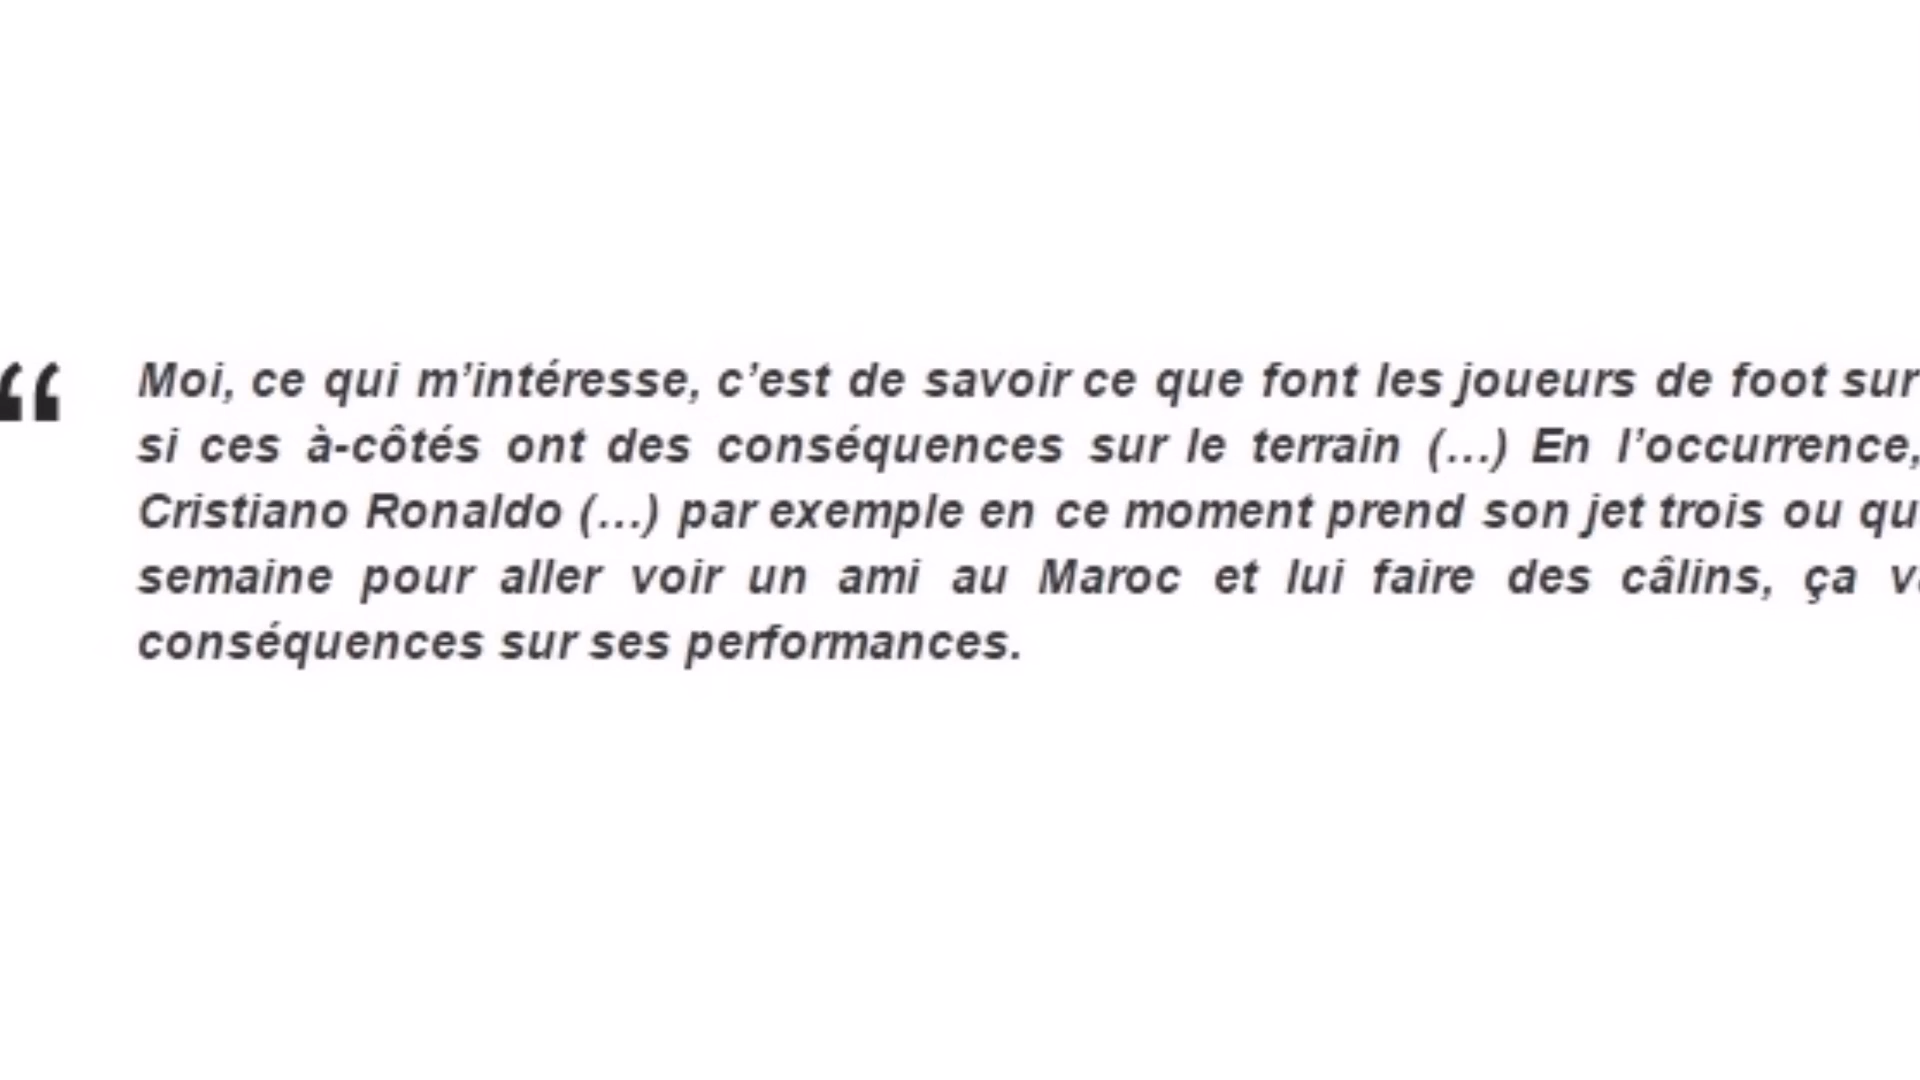 “ Moi, ce qui m’intéresse, c’est de savoir ce que font les joueurs de foot sur
si ces à-côtés ont des conséquences sur le terrain (…) En l’occurrence,
Cristiano Ronaldo (…) par exemple en ce moment prend son jet trois ou qu
semaine pour aller voir un ami au Maroc et lui faire des câlins, ça v
conséquences sur ses performances.